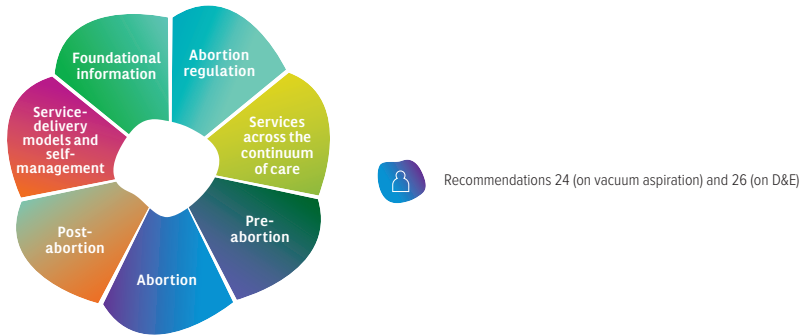 Foundational
information
Abortion
regulation
Services
across the
continuum
of care
Pre-
abortion
Abortion
Post-
abortion
Service-
delivery
models and
self-
management
Recommendations 24 (on vacuum aspiration) and 26 (on D&E)